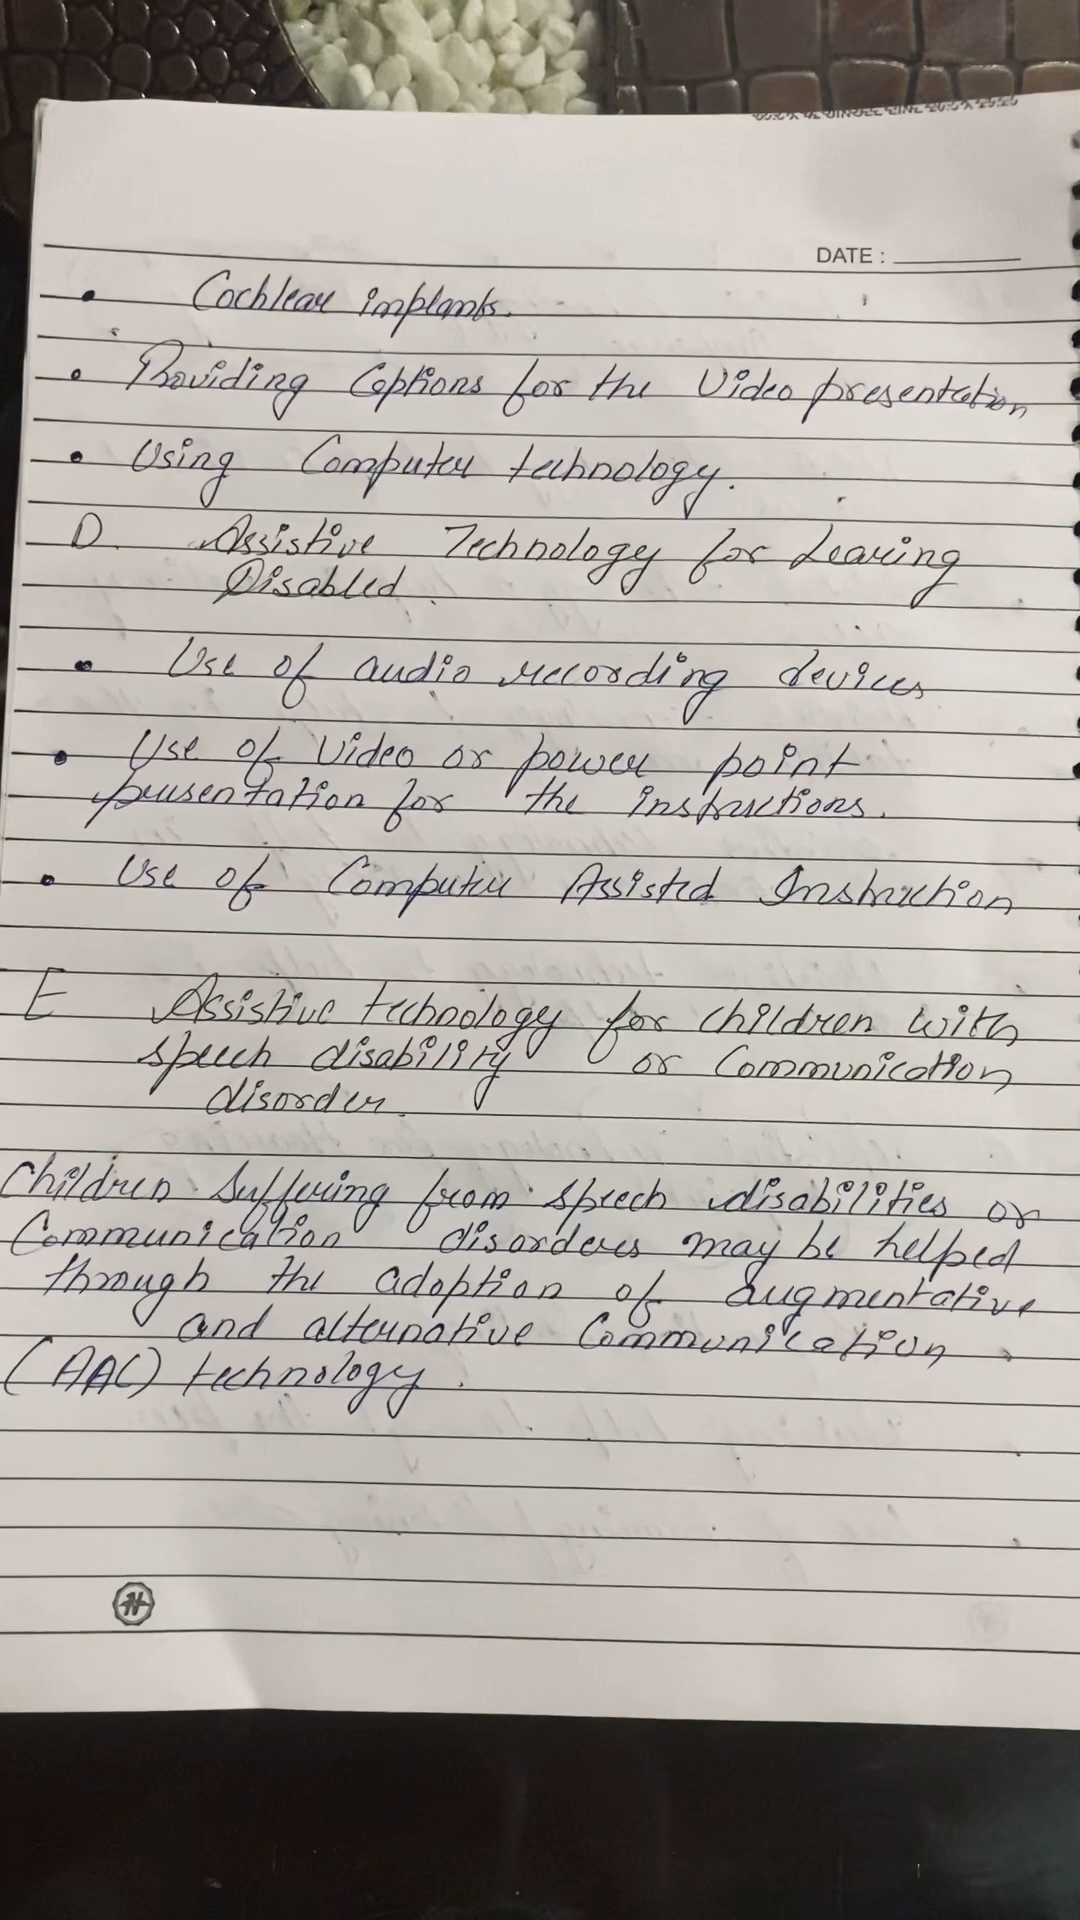 DATE :
• Cochlear implants.
• Providing Captions for the Video presentation
• Using Computer technology.
D. Assistive Technology for Learing
Disabled.
• Use of audio recording devices
• Use of Video or power point
presentation for the instructions.
• Use of Computer Assisted Instruction
E Assistive technology for children with
speech disability or Communication
disorder.
Children Suffering from speech disabilities or
Communication disorders may be helped
through the adoption of augmentative
and alternative Communication
(AAC) technology.